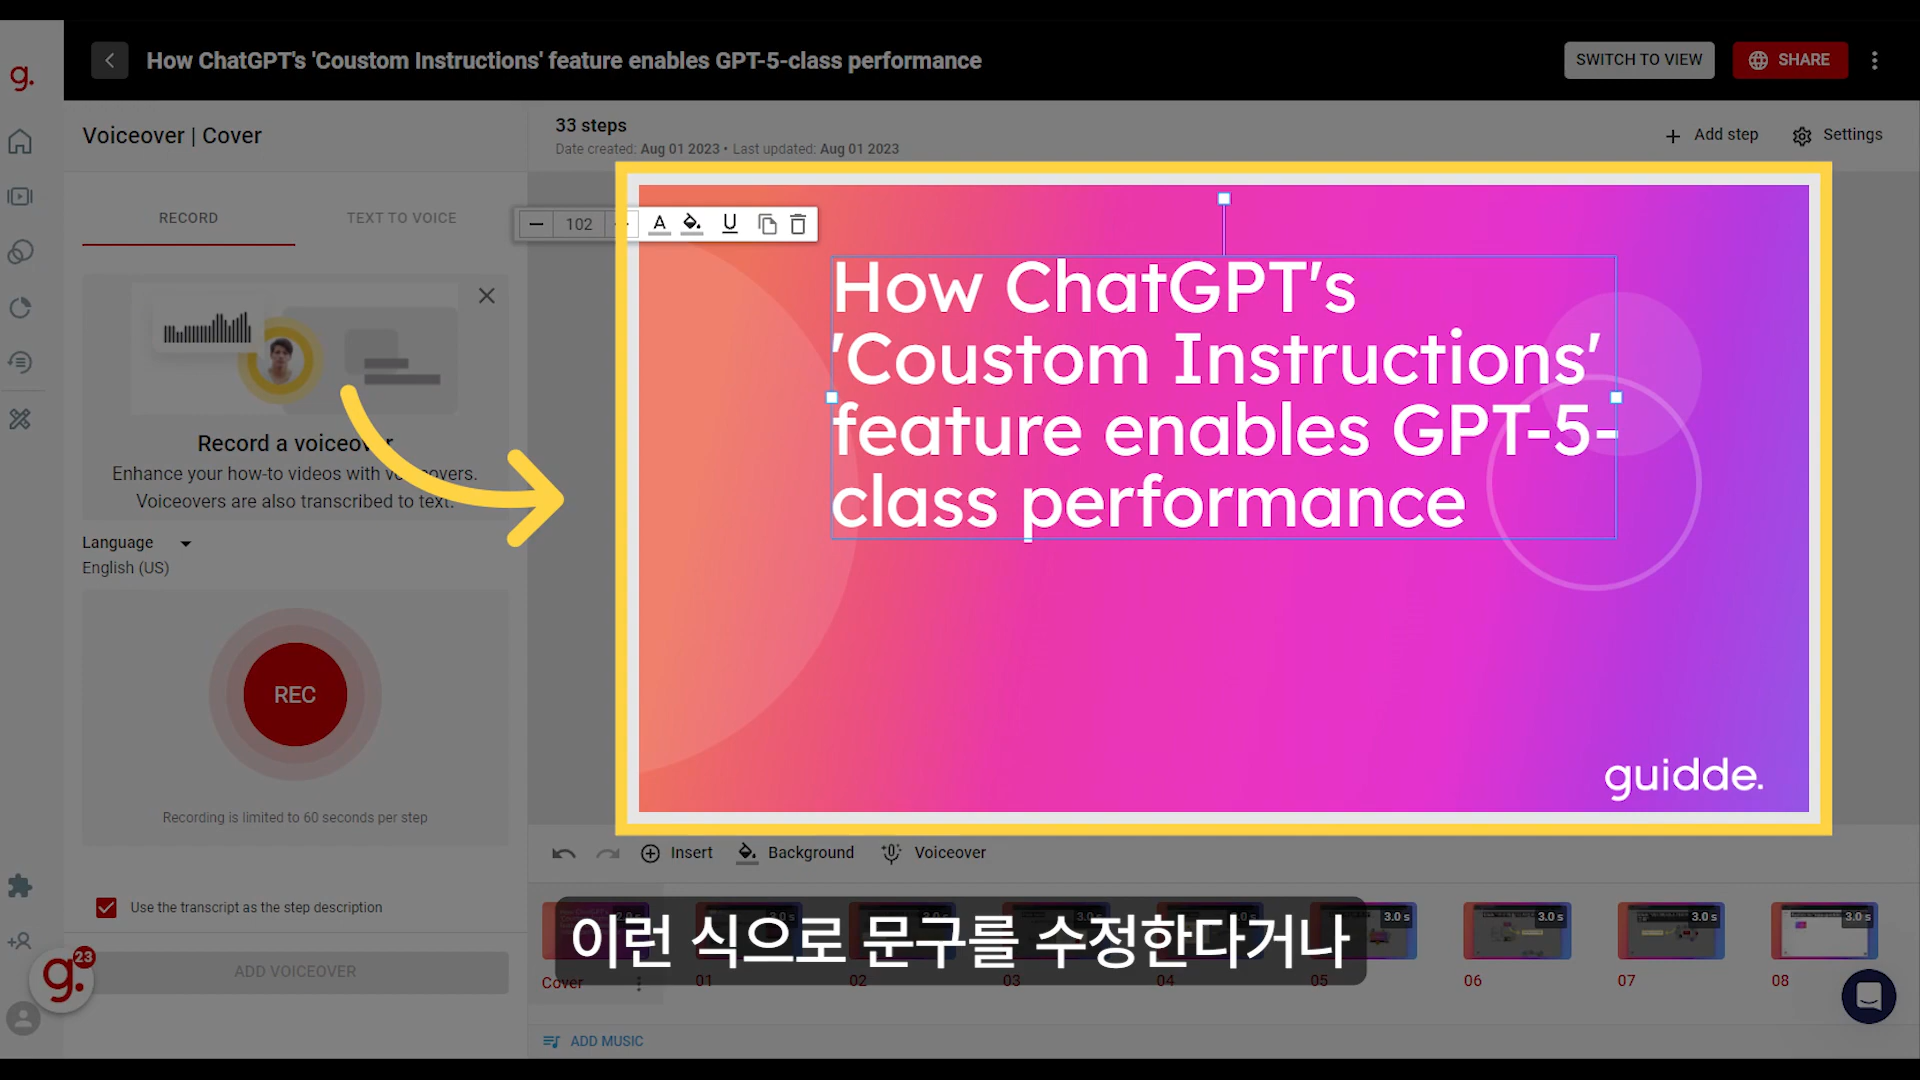 g.
How ChatGPT's 'Coustom Instructions' feature enables GPT-5-class performance
SWITCH TO VIEW
SHARE
Voiceover | Cover
33 steps
Date created: Aug 01 2023 • Last updated: Aug 01 2023
Add step
Settings
RECORD
TEXT TO VOICE
102
A
U
How ChatGPT's
'Coustom Instructions'
feature enables GPT-5-
class performance
guidde.
Record a voiceover
Enhance your how-to videos with voiceovers.
Voiceovers are also transcribed to text.
Language
English (US)
REC
Recording is limited to 60 seconds per step
Use the transcript as the step description
ADD VOICEOVER
g.
23
Insert
Background
Voiceover
3.0 s
3.0 s
3.0 s
3.0 s
이런 식으로 문구를 수정한다거나
Cover
01
02
03
04
05
06
07
08
ADD MUSIC